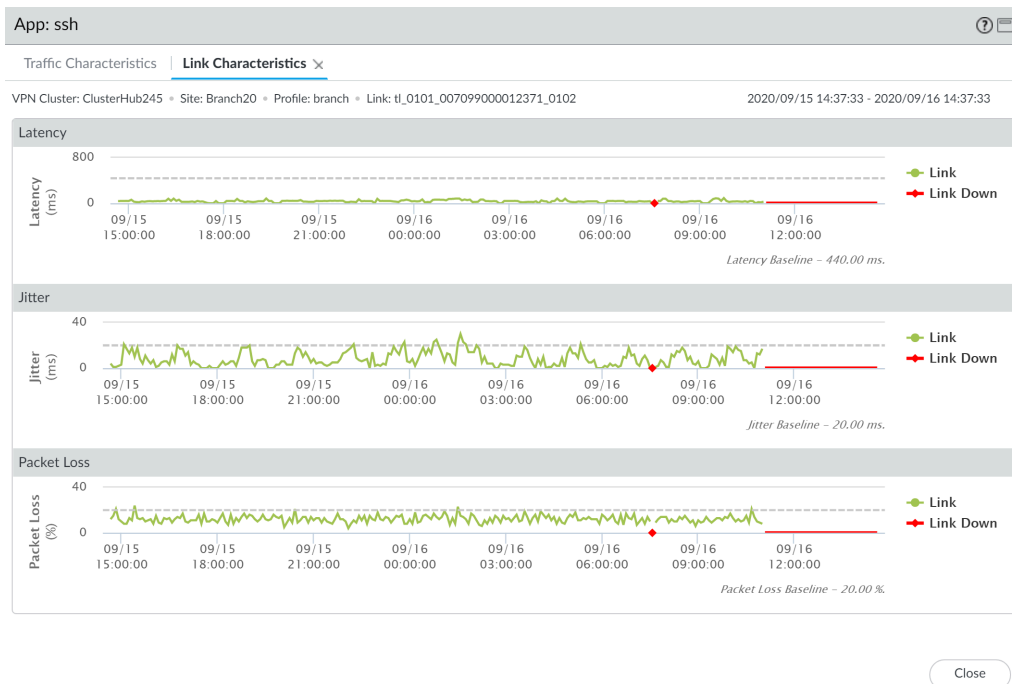 App: ssh
?
Traffic Characteristics | Link Characteristics ×
VPN Cluster: ClusterHub245 • Site: Branch20 • Profile: branch • Link: tl_0101_007099000012371_0102 2020/09/15 14:37:33 - 2020/09/16 14:37:33
Latency
Latency
(ms)
800
0
09/15 09/15 09/15 09/16 09/16 09/16 09/16 09/16
15:00:00 18:00:00 21:00:00 00:00:00 03:00:00 06:00:00 09:00:00 12:00:00
Link
Link Down
Latency Baseline – 440.00 ms.
Jitter
Jitter
(ms)
40
0
09/15 09/15 09/15 09/16 09/16 09/16 09/16 09/16
15:00:00 18:00:00 21:00:00 00:00:00 03:00:00 06:00:00 09:00:00 12:00:00
Link
Link Down
Jitter Baseline – 20.00 ms.
Packet Loss
Packet Loss
(%)
40
0
09/15 09/15 09/15 09/16 09/16 09/16 09/16 09/16
15:00:00 18:00:00 21:00:00 00:00:00 03:00:00 06:00:00 09:00:00 12:00:00
Link
Link Down
Packet Loss Baseline – 20.00 %.
Close